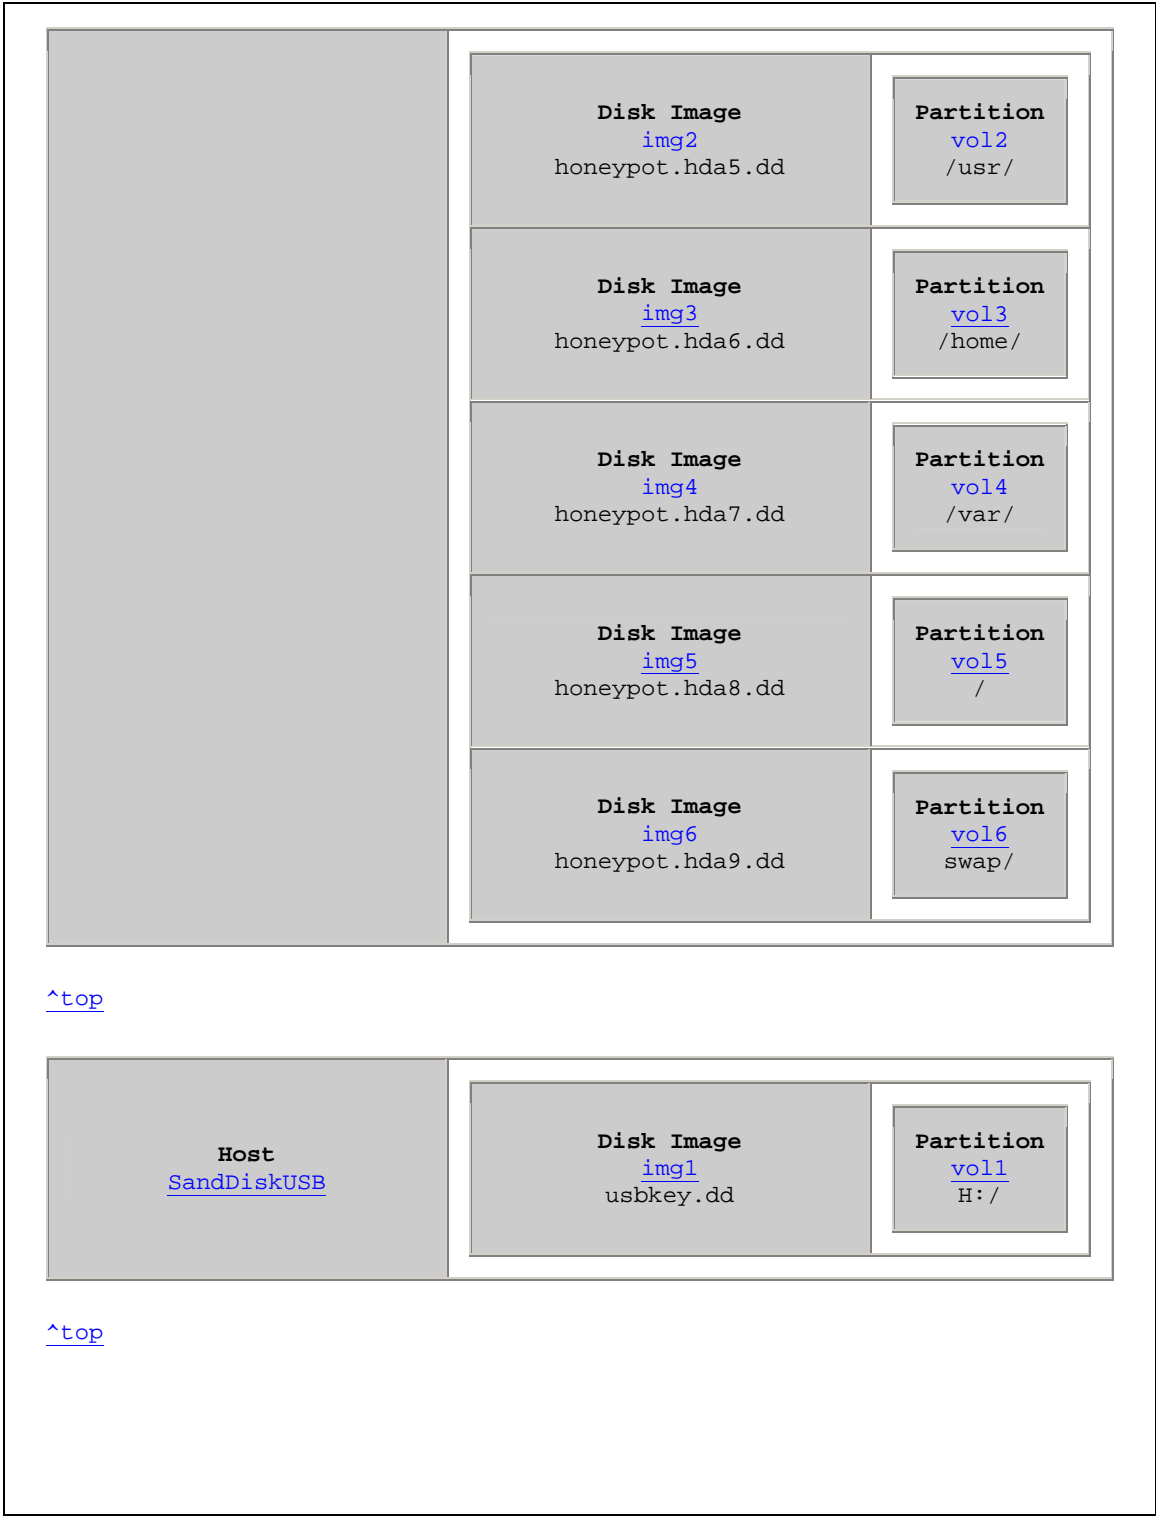 Disk Image
img2
honeypot.hda5.dd
Partition
vol2
/usr/
Disk Image
img3
honeypot.hda6.dd
Partition
vol3
/home/
Disk Image
img4
honeypot.hda7.dd
Partition
vol4
/var/
Disk Image
img5
honeypot.hda8.dd
Partition
vol5
/
Disk Image
img6
honeypot.hda9.dd
Partition
vol6
swap/
^top
Host
SandDiskUSB
Disk Image
img1
usbkey.dd
Partition
vol1
H:/
^top